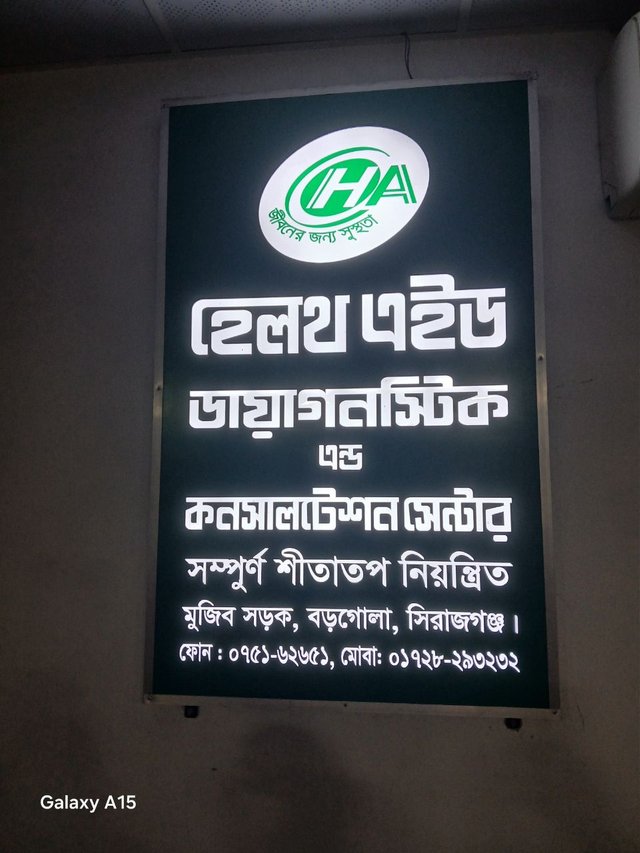 CHA
জীবনের জন্য সুস্থতা
হেলথ এইড
ডায়াগনস্টিক
এন্ড
কনসালটেশন সেন্টার
সম্পুর্ণ শীতাতপ নিয়ন্ত্রিত
মুজিব সড়ক, বড়গোলা, সিরাজগঞ্জ।
ফোন : ০৭৫১-৬২৬৫১, মোবা: ০১৭২৮-২৯৩২৩২
Galaxy A15